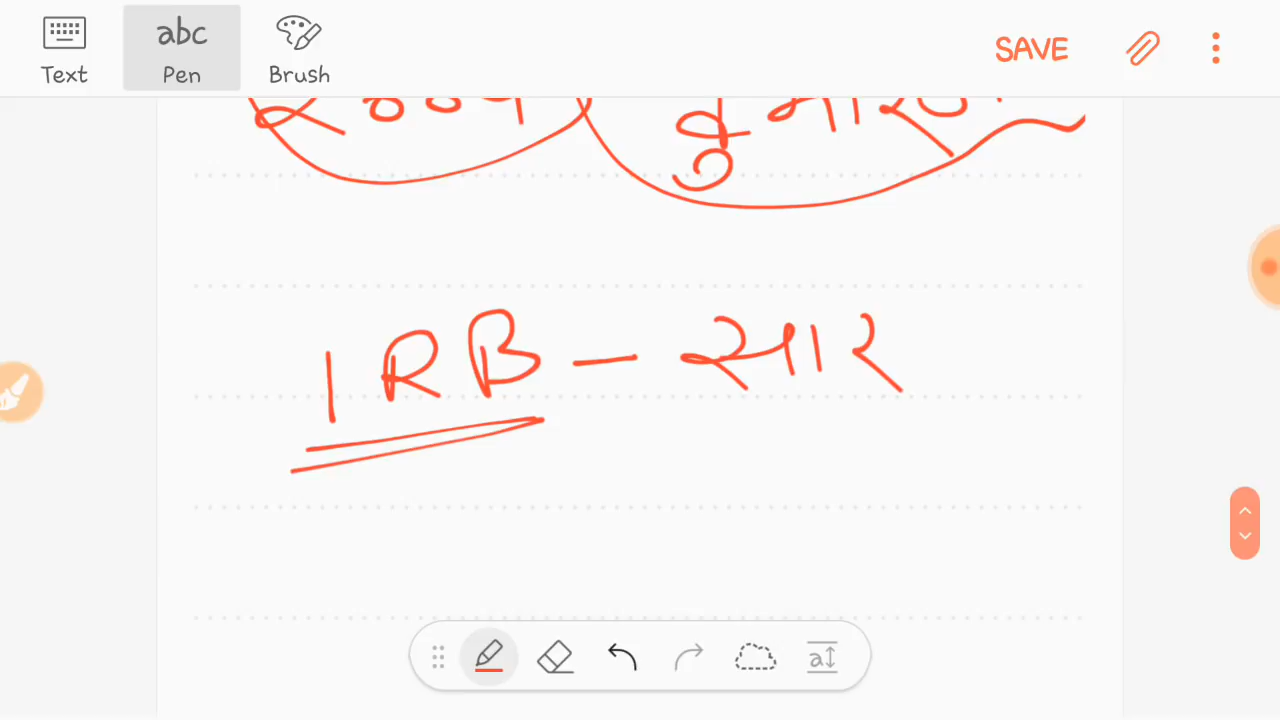 Text
abc
Pen
Brush
SAVE
IRB – शार